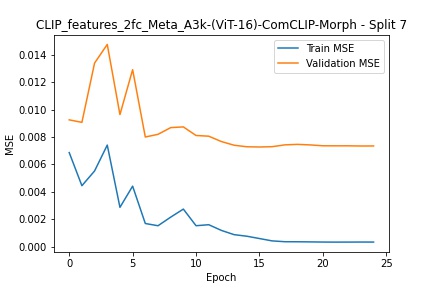 CLIP_features_2fc_Meta_A3k-(ViT-16)-ComCLIP-Morph - Split 7
Train MSE
Validation MSE
MSE
0.014
0.012
0.010
0.008
0.006
0.004
0.002
0.000
0 5 10 15 20 25
Epoch